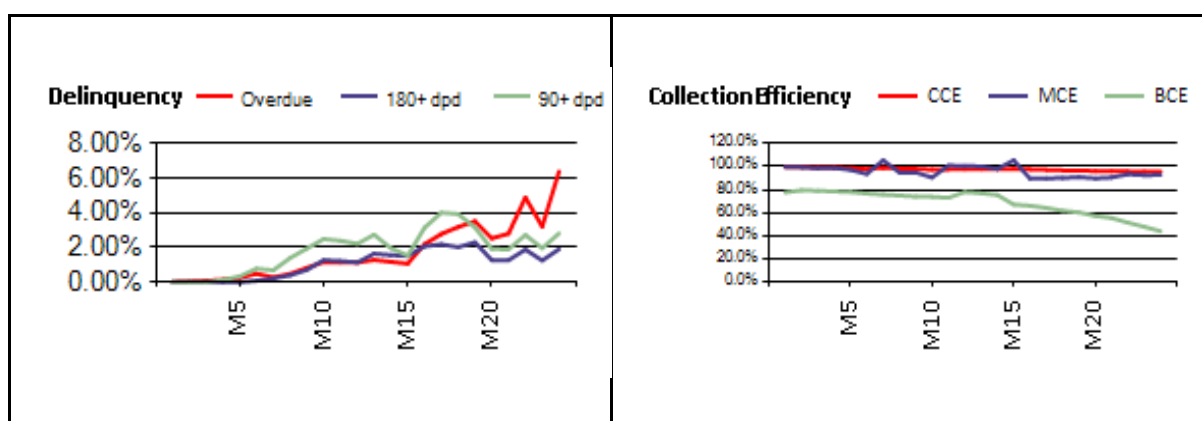 Delinquency Overdue 180+ dpd 90+ dpd
8.00%
6.00%
4.00%
2.00%
0.00%
M5
M10
M15
M20
CollectionEfficiency CCE MCE BCE
120.0%
100.0%
80.0%
60.0%
40.0%
20.0%
0.0%
M5
M10
M15
M20